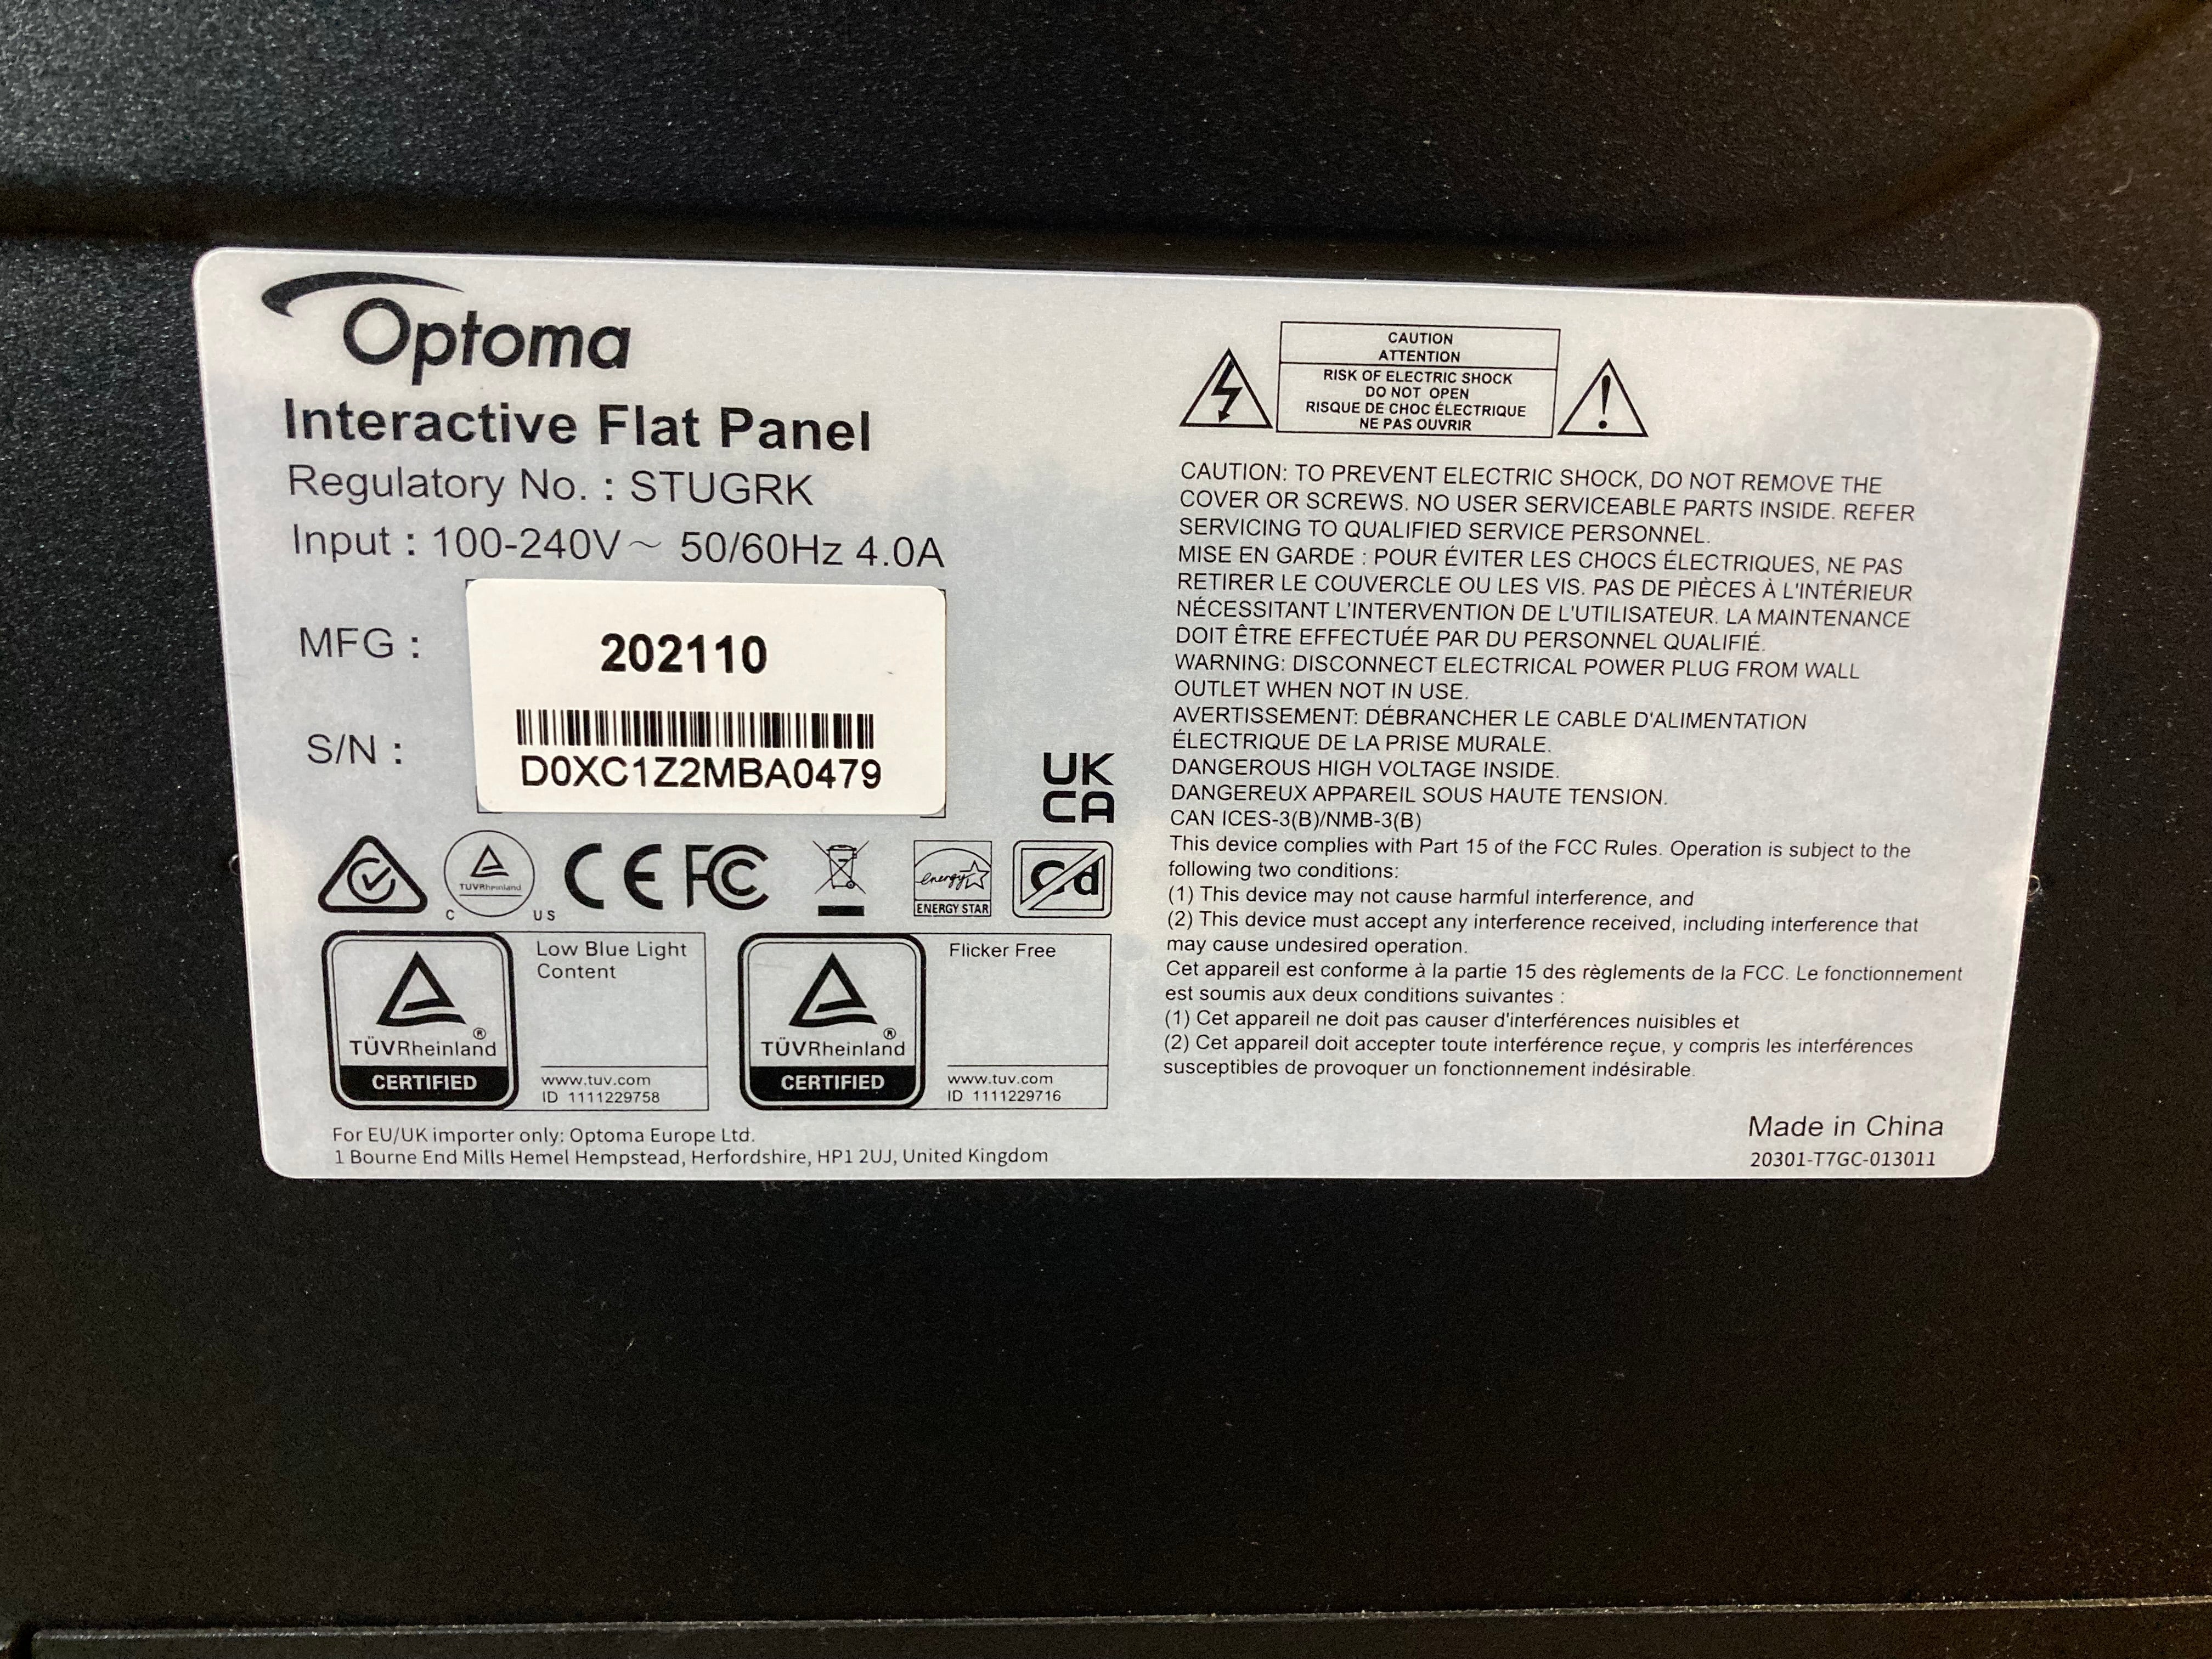 Optoma
Interactive Flat Panel
Regulatory No. : STUGRK
Input : 100-240V~ 50/60Hz 4.0A
MFG :
202110
S/N :
D0XC1Z2MBA0479
UK
CA
TÜVRheinland
C US
CE FC
energy
ENERGY STAR
Cd
TÜVRheinland®
CERTIFIED
Low Blue Light
Content
www.tuv.com
ID 1111229758
TÜVRheinland®
CERTIFIED
Flicker Free
www.tuv.com
ID 1111229716
For EU/UK importer only: Optoma Europe Ltd.
1 Bourne End Mills Hemel Hempstead, Herfordshire, HP1 2UJ, United Kingdom
CAUTION
ATTENTION
RISK OF ELECTRIC SHOCK
DO NOT OPEN
RISQUE DE CHOC ÉLECTRIQUE
NE PAS OUVRIR
CAUTION: TO PREVENT ELECTRIC SHOCK, DO NOT REMOVE THE
COVER OR SCREWS. NO USER SERVICEABLE PARTS INSIDE. REFER
SERVICING TO QUALIFIED SERVICE PERSONNEL.
MISE EN GARDE : POUR ÉVITER LES CHOCS ÉLECTRIQUES, NE PAS
RETIRER LE COUVERCLE OU LES VIS. PAS DE PIÈCES À L'INTÉRIEUR
NÉCESSITANT L'INTERVENTION DE L'UTILISATEUR. LA MAINTENANCE
DOIT ÊTRE EFFECTUÉE PAR DU PERSONNEL QUALIFIÉ.
WARNING: DISCONNECT ELECTRICAL POWER PLUG FROM WALL
OUTLET WHEN NOT IN USE.
AVERTISSEMENT: DÉBRANCHER LE CABLE D'ALIMENTATION
ÉLECTRIQUE DE LA PRISE MURALE.
DANGEROUS HIGH VOLTAGE INSIDE.
DANGEREUX APPAREIL SOUS HAUTE TENSION.
CAN ICES-3(B)/NMB-3(B)
This device complies with Part 15 of the FCC Rules. Operation is subject to the
following two conditions:
(1) This device may not cause harmful interference, and
(2) This device must accept any interference received, including interference that
may cause undesired operation.
Cet appareil est conforme à la partie 15 des règlements de la FCC. Le fonctionnement
est soumis aux deux conditions suivantes :
(1) Cet appareil ne doit pas causer d'interférences nuisibles et
(2) Cet appareil doit accepter toute interférence reçue, y compris les interférences
susceptibles de provoquer un fonctionnement indésirable.
Made in China
20301-T7GC-013011